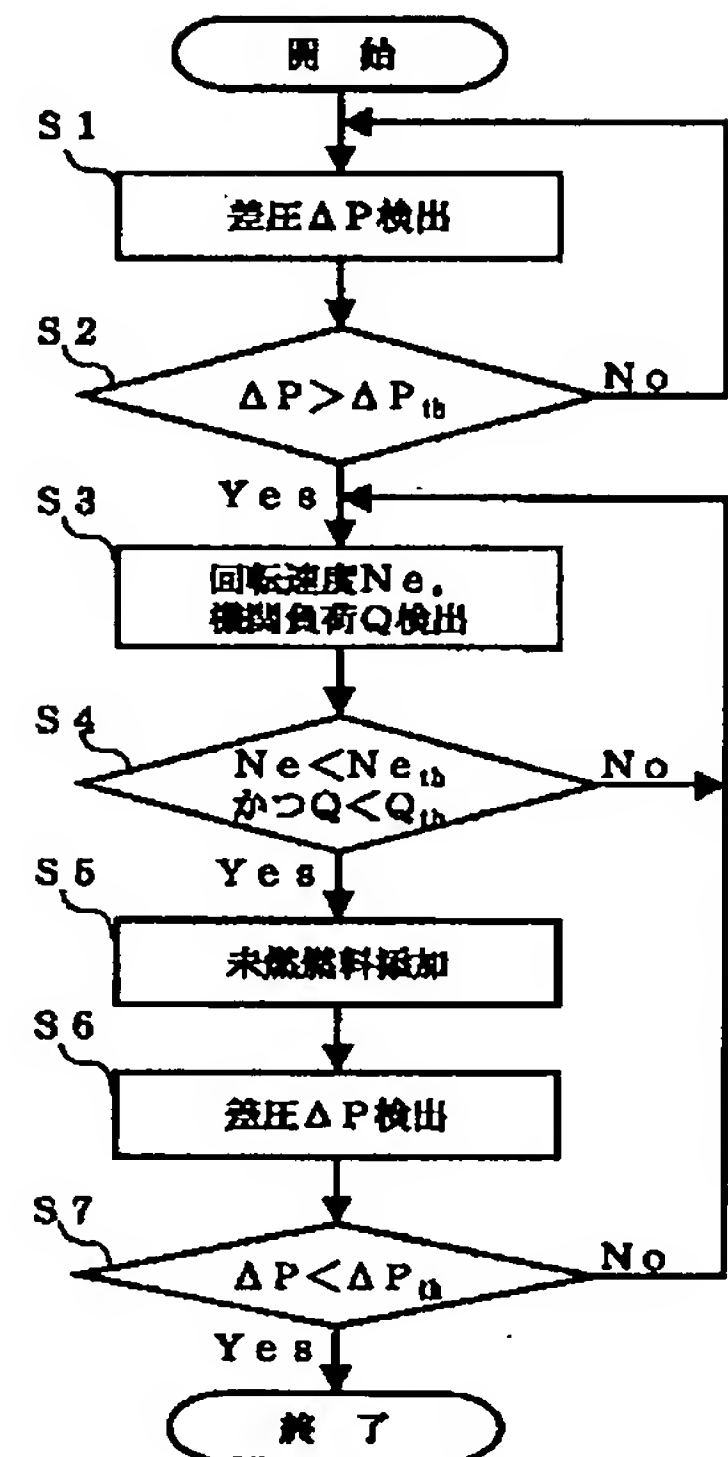 開 始
S1
差圧ΔP検出
S2
ΔP>ΔPth
No
Yes
S3
回転速度Ne,
機関負荷Q検出
S4
Ne<Neth
かつQ<Qth
No
Yes
S5
未燃燃料添加
S6
差圧ΔP検出
S7
ΔP<ΔPth
No
Yes
終 了